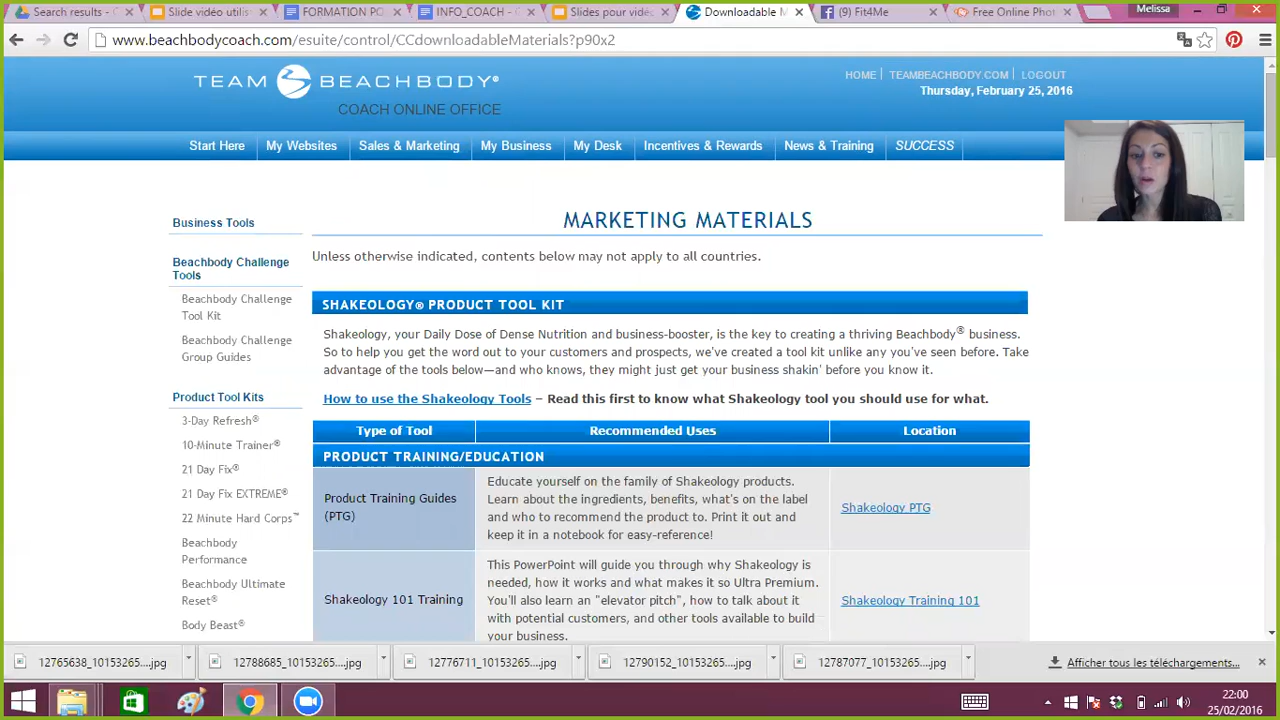 Search results - G
Slide vidéo utilis
FORMATION PO
INFO_COACH - G
Slides pour vidéo
Downloadable M
(9) Fit4Me
Free Online Phot
Melissa
www.beachbodycoach.com/esuite/control/CCdownloadableMaterials?p90x2
TEAM BEACHBODY®
COACH ONLINE OFFICE
HOME | TEAMBEACHBODY.COM | LOGOUT
Thursday, February 25, 2016
Start Here
My Websites
Sales & Marketing
My Business
My Desk
Incentives & Rewards
News & Training
SUCCESS
Business Tools
Beachbody Challenge
Tools
Beachbody Challenge
Tool Kit
Beachbody Challenge
Group Guides
Product Tool Kits
3-Day Refresh®
10-Minute Trainer®
21 Day Fix®
21 Day Fix EXTREME®
22 Minute Hard Corps™
Beachbody
Performance
Beachbody Ultimate
Reset®
Body Beast®
MARKETING MATERIALS
Unless otherwise indicated, contents below may not apply to all countries.
SHAKEOLOGY® PRODUCT TOOL KIT
Shakeology, your Daily Dose of Dense Nutrition and business-booster, is the key to creating a thriving Beachbody® business.
So to help you get the word out to your customers and prospects, we've created a tool kit unlike any you've seen before. Take
advantage of the tools below—and who knows, they might just get your business shakin' before you know it.
How to use the Shakeology Tools – Read this first to know what Shakeology tool you should use for what.
Type of Tool
Recommended Uses
Location
PRODUCT TRAINING/EDUCATION
Product Training Guides
(PTG)
Educate yourself on the family of Shakeology products.
Learn about the ingredients, benefits, what's on the label
and who to recommend the product to. Print it out and
keep it in a notebook for easy-reference!
Shakeology PTG
Shakeology 101 Training
This PowerPoint will guide you through why Shakeology is
needed, how it works and what makes it so Ultra Premium.
You'll also learn an "elevator pitch", how to talk about it
with potential customers, and other tools available to build
your business.
Shakeology Training 101
12765638_10153265....jpg
12788685_10153265....jpg
12776711_10153265....jpg
12790152_10153265....jpg
12787077_10153265....jpg
Afficher tous les téléchargements...
22:00
25/02/2016